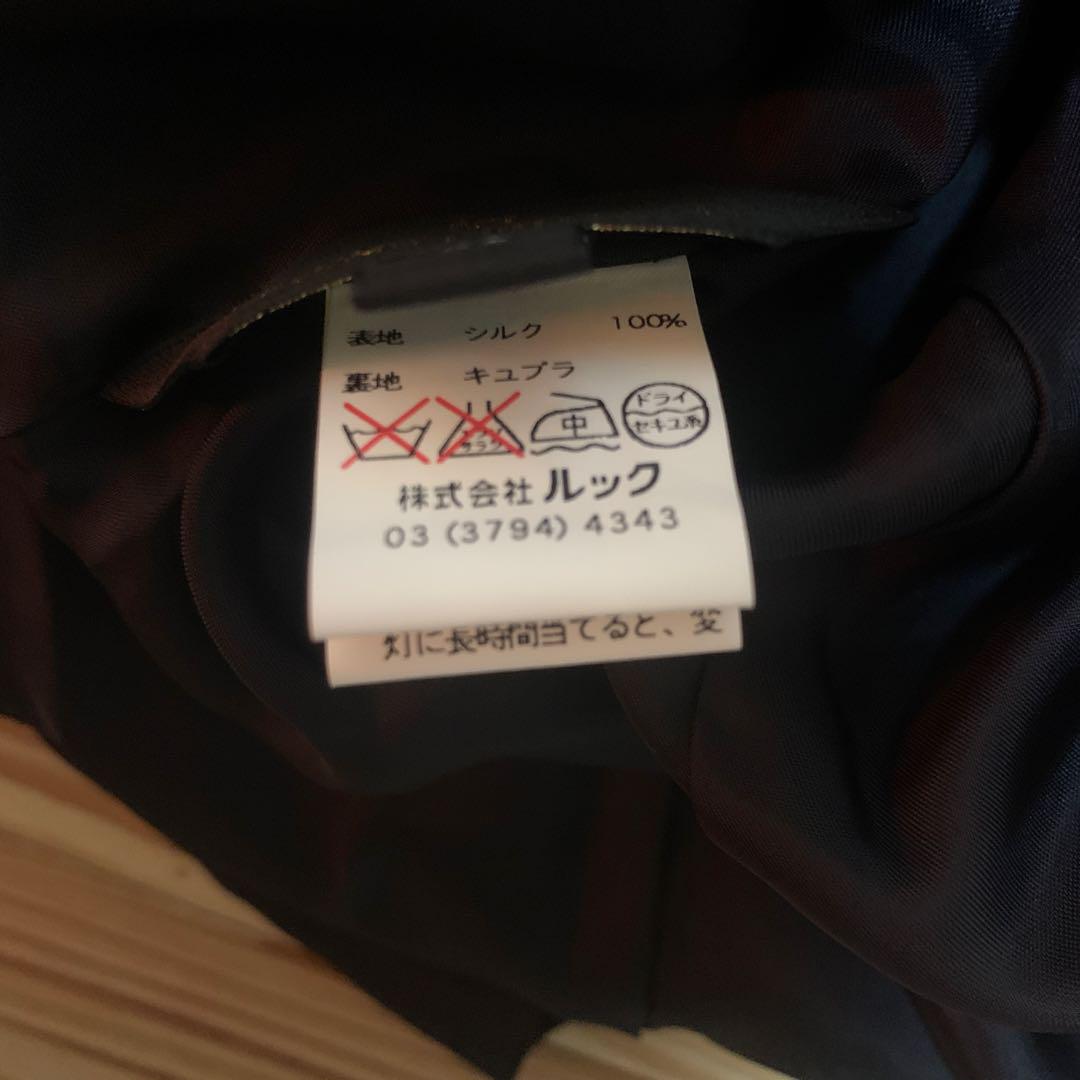 表地 シルク 100%
裏地 キュプラ
中 ドライ
セキユ系
株式会社 ルック
03 (3794) 4343
灯に長時間当てると、変